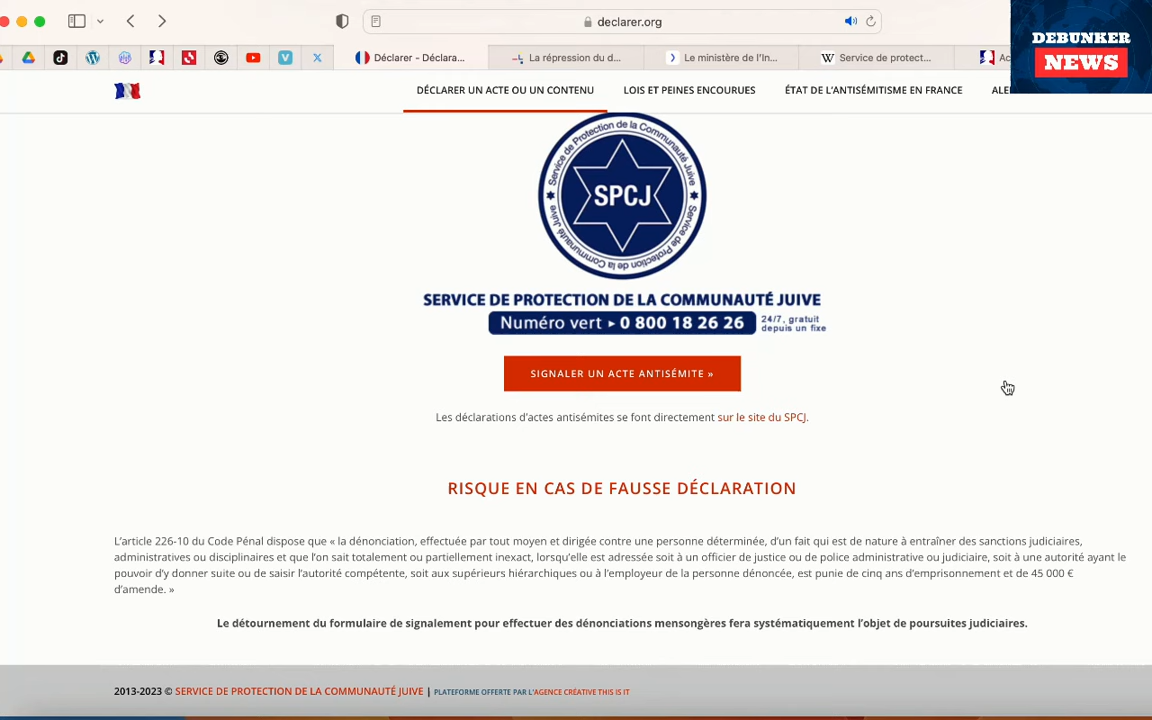 declarer.org
DEBUNKER
NEWS
Déclarer - Déclara...
La répression du d...
Le ministère de l'In...
Service de protect...
DÉCLARER UN ACTE OU UN CONTENU
LOIS ET PEINES ENCOURUES
ÉTAT DE L'ANTISÉMITISME EN FRANCE
Service de Protection de la Communauté Juive
SPCJ
Service de Protection de la Communauté Juive
SERVICE DE PROTECTION DE LA COMMUNAUTÉ JUIVE
Numéro vert ▸ 0 800 18 26 26
24/7, gratuit
depuis un fixe
SIGNALER UN ACTE ANTISÉMITE »
Les déclarations d'actes antisémites se font directement sur le site du SPCJ.
RISQUE EN CAS DE FAUSSE DÉCLARATION
L'article 226-10 du Code Pénal dispose que « la dénonciation, effectuée par tout moyen et dirigée contre une personne déterminée, d'un fait qui est de nature à entraîner des sanctions judiciaires,
administratives ou disciplinaires et que l'on sait totalement ou partiellement inexact, lorsqu'elle est adressée soit à un officier de justice ou de police administrative ou judiciaire, soit à une autorité ayant le
pouvoir d'y donner suite ou de saisir l'autorité compétente, soit aux supérieurs hiérarchiques ou à l'employeur de la personne dénoncée, est punie de cinq ans d'emprisonnement et de 45 000 €
d'amende. »
Le détournement du formulaire de signalement pour effectuer des dénonciations mensongères fera systématiquement l'objet de poursuites judiciaires.
2013-2023 © SERVICE DE PROTECTION DE LA COMMUNAUTÉ JUIVE | PLATEFORME OFFERTE PAR L'AGENCE CRÉATIVE THIS IS IT